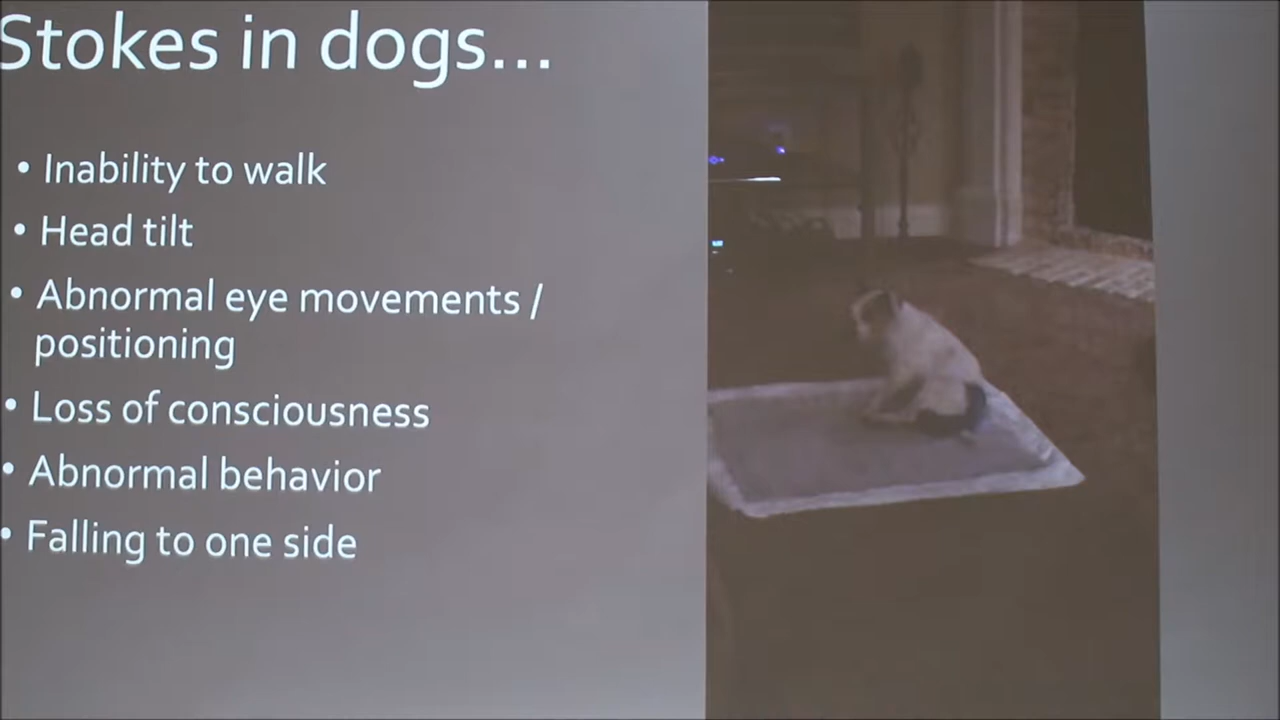 Stokes in dogs...
• Inability to walk
• Head tilt
• Abnormal eye movements /
positioning
• Loss of consciousness
• Abnormal behavior
• Falling to one side